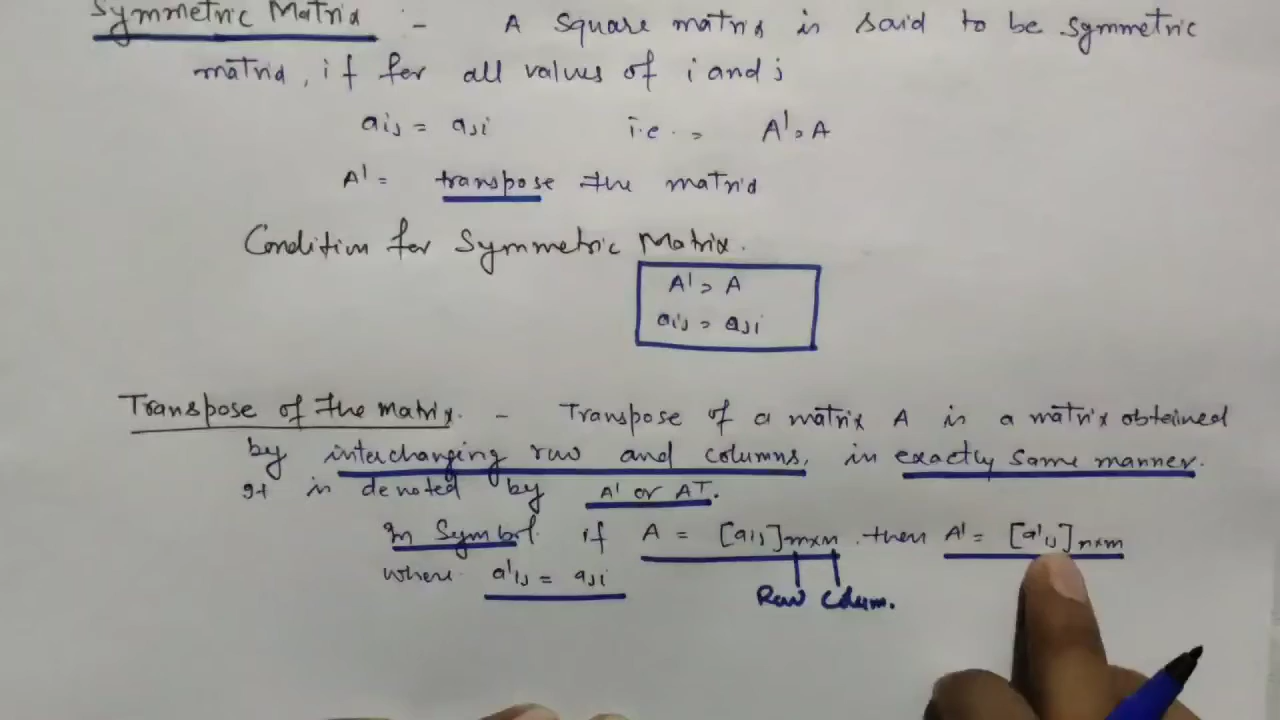 Symmetric Matrix :- A square matrix is said to be symmetric
matrix, if for all values of i and j
aij = aji i.e. = A' = A
A' = transpose the matrix
Condition for Symmetric Matrix.
A' = A
aij = aji
Transpose of the matrix. - Transpose of a matrix A is a matrix obtained
by interchanging row and columns, in exactly same manner.
It is denoted by A' or AT.
In Symbol. if A = [aij]m×n . then A' = [a'ij]n×m
where a'ij = aji
Row Colum.